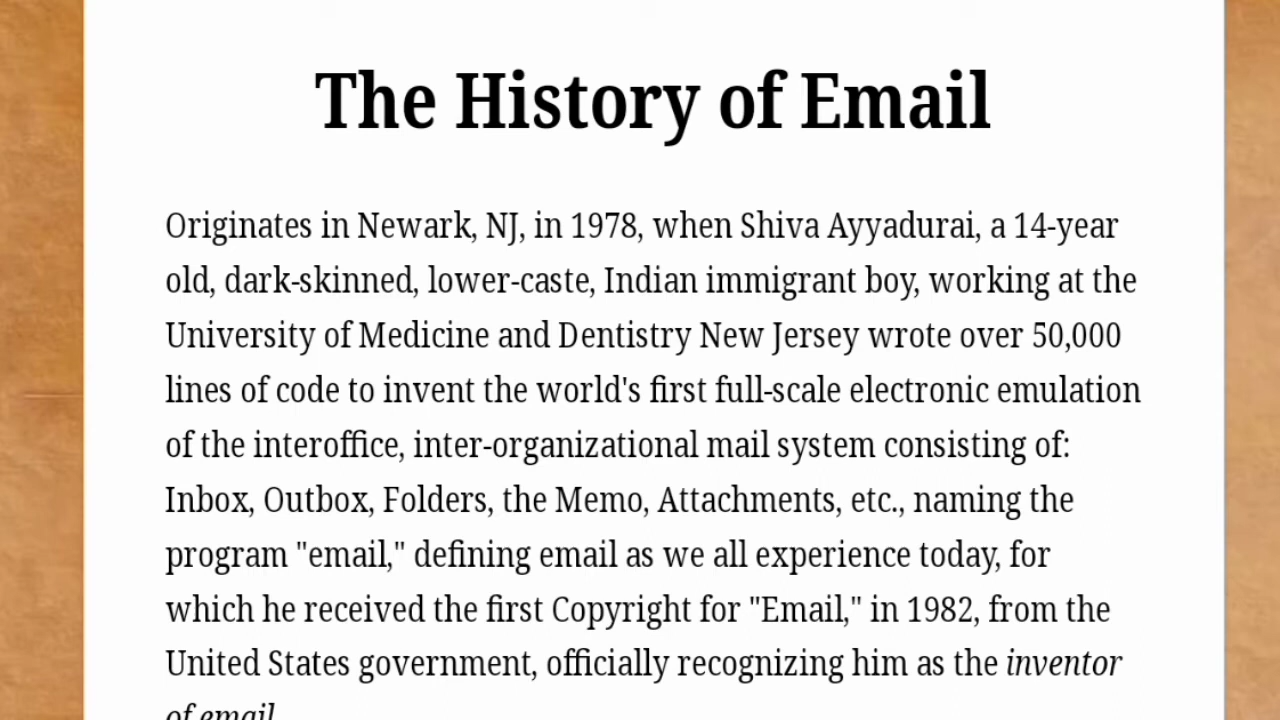 The History of Email
Originates in Newark, NJ, in 1978, when Shiva Ayyadurai, a 14-year
old, dark-skinned, lower-caste, Indian immigrant boy, working at the
University of Medicine and Dentistry New Jersey wrote over 50,000
lines of code to invent the world's first full-scale electronic emulation
of the interoffice, inter-organizational mail system consisting of:
Inbox, Outbox, Folders, the Memo, Attachments, etc., naming the
program "email," defining email as we all experience today, for
which he received the first Copyright for "Email," in 1982, from the
United States government, officially recognizing him as the inventor
of email